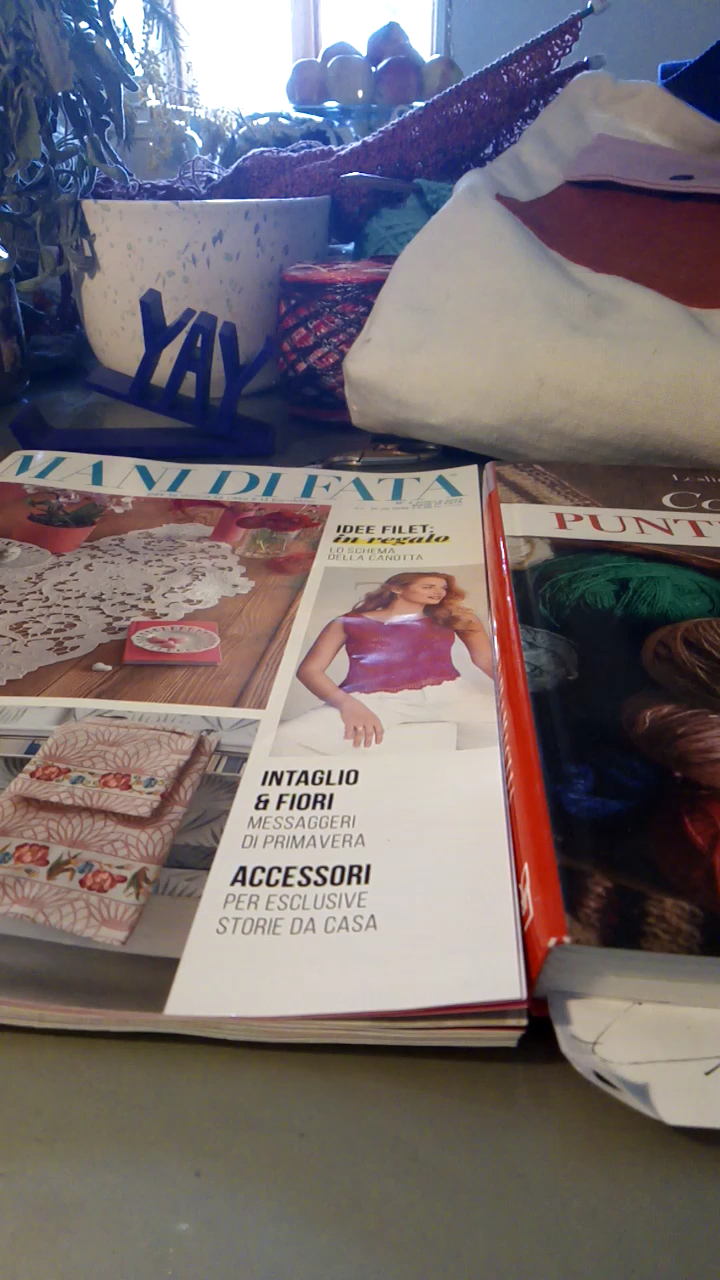 YAY
MANI DI FATA
IDEE FILET:
in regalo
LO SCHEMA
DELLA CANOTTA
INTAGLIO
& FIORI
MESSAGGERI
DI PRIMAVERA
ACCESSORI
PER ESCLUSIVE
STORIE DA CASA
PUNT